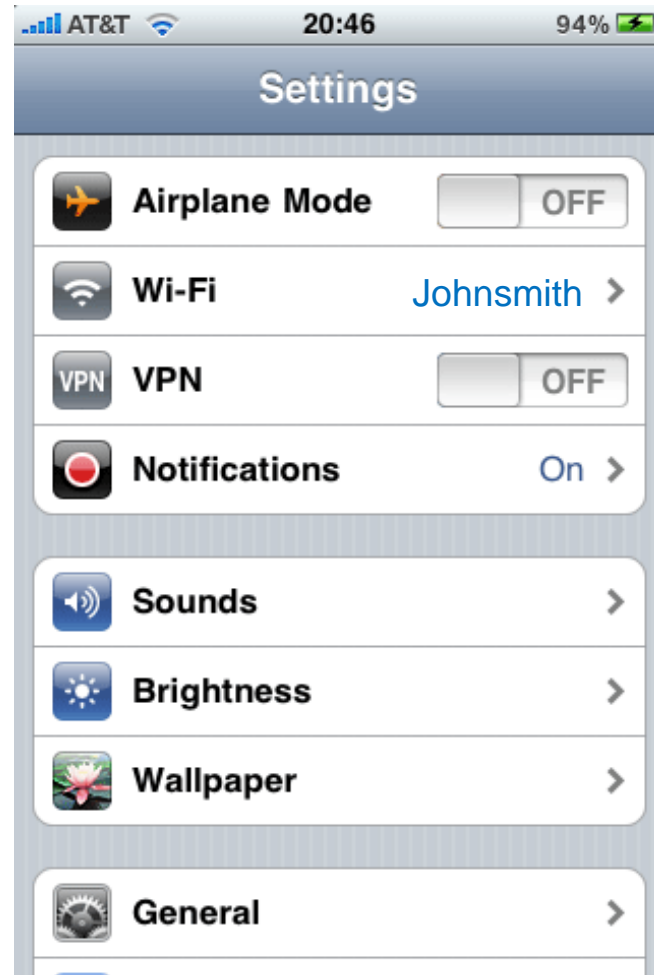 AT&T 20:46 94%
Settings
Airplane Mode OFF
Wi-Fi Johnsmith
VPN VPN OFF
Notifications On
Sounds
Brightness
Wallpaper
General